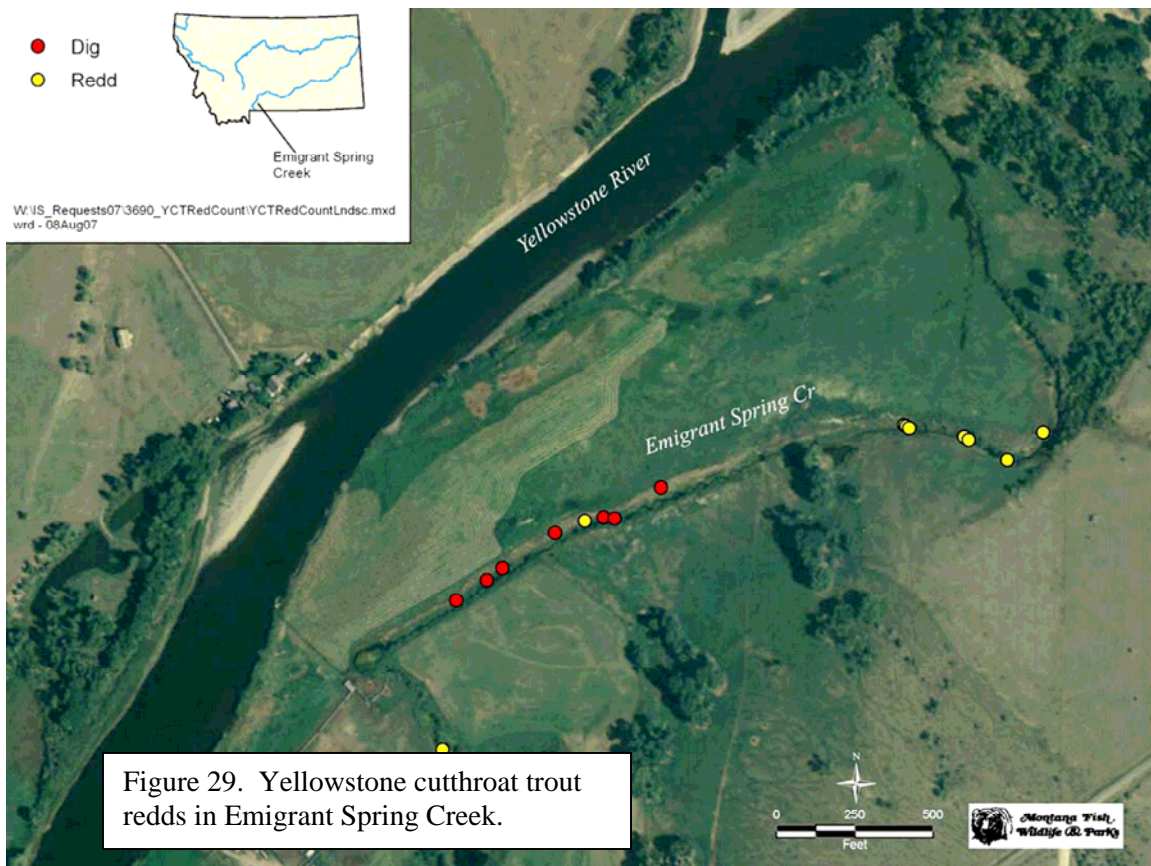 Dig
Redd
Emigrant Spring
Creek
W:\IS_Requests07\3690_YCTRedCount\YCTRedCountLndsc.mxd
wrd - 08Aug07
Yellowstone River
Emigrant Spring Cr
Figure 29. Yellowstone cutthroat trout
redds in Emigrant Spring Creek.
N
0 250 500
Feet
Montana Fish
Wildlife & Parks